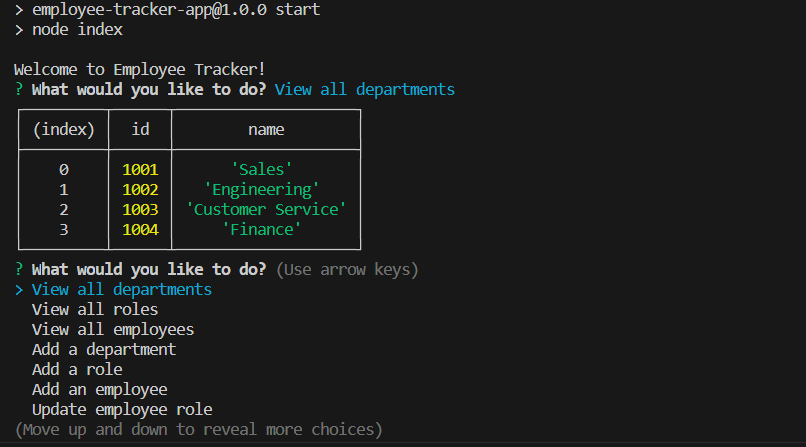 > employee-tracker-app@1.0.0 start
> node index
Welcome to Employee Tracker!
? What would you like to do? View all departments
(index) id name
0 1001 'Sales'
1 1002 'Engineering'
2 1003 'Customer Service'
3 1004 'Finance'
? What would you like to do? (Use arrow keys)
> View all departments
View all roles
View all employees
Add a department
Add a role
Add an employee
Update employee role
(Move up and down to reveal more choices)